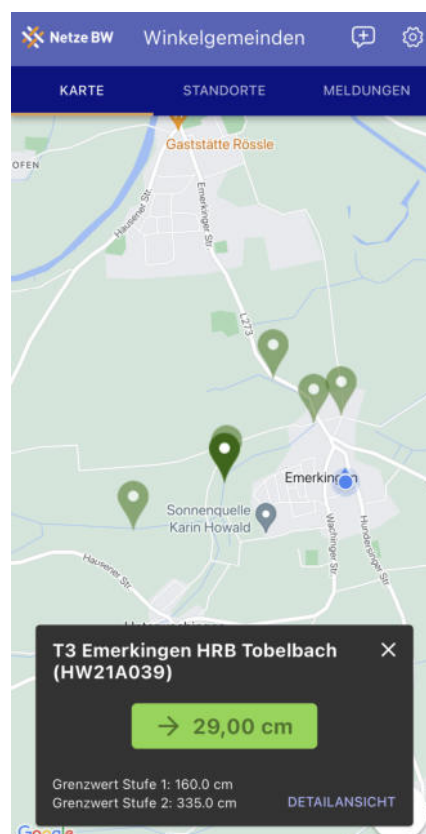 Netze BW Winkelgemeinden
KARTE STANDORTE MELDUNGEN
Gaststätte Rössle
OFEN
Hausener Str.
Emerkinger Str.
L273
Emerkingen
Sonnenquelle
Karin Howald
Wachinger Str.
Hundersinger Str.
Hausener Str.
T3 Emerkingen HRB Tobelbach
(HW21A039)
→ 29,00 cm
Grenzwert Stufe 1: 160.0 cm
Grenzwert Stufe 2: 335.0 cm
DETAILANSICHT
Google